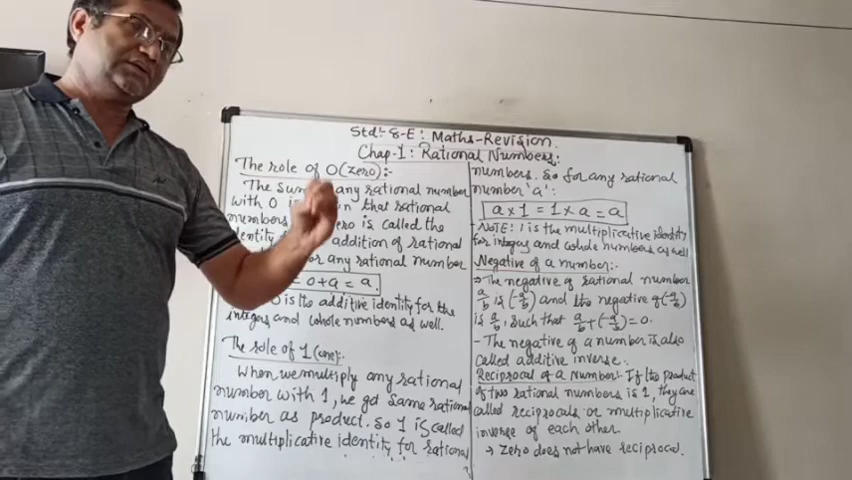 Std:- 8-E : Maths-Revision.
Chap-1: Rational Numbers:
The role of 0(zero):-
The sum any rational number
with 0 is that rational
numbers ero is called the
identity addition of rational
or any rational number
= 0+a = a.
0 is the additive identity for the
integers and whole numbers as well.
The role of 1(one):-
When we multiply any rational
number with 1, we get same rational
number as product. So 1 is called
the multiplicative identity for rational
numbers. So for any rational
number 'a':
a×1 = 1×a = a
NOTE: 1 is the multiplicative identity
for integers and whole numbers as well
Negative of a number:-
⇒ The negative of rational number
a/b is (-a/b) and the negative of (-a/b)
is a/b, such that a/b+(-a/b)=0.
- The negative of a number is also
called additive inverse.
Reciprocal of a Number:- If the product
of two rational numbers is 1, they are
called reciprocals or multiplicative
inverse of each other.
→ Zero does not have reciprocal.